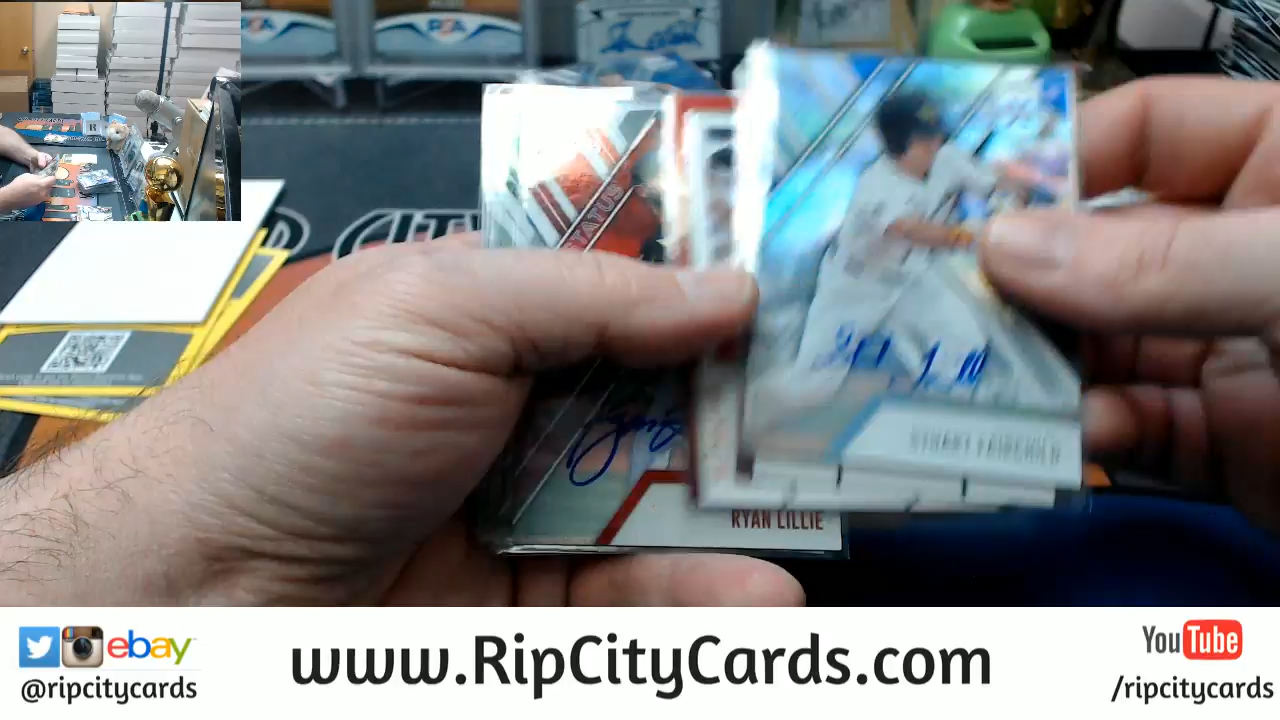 STATUS
RYAN LILLIE
STUART FAIRCHILD
ebay
@ripcitycards
www.RipCityCards.com
YouTube
/ripcitycards